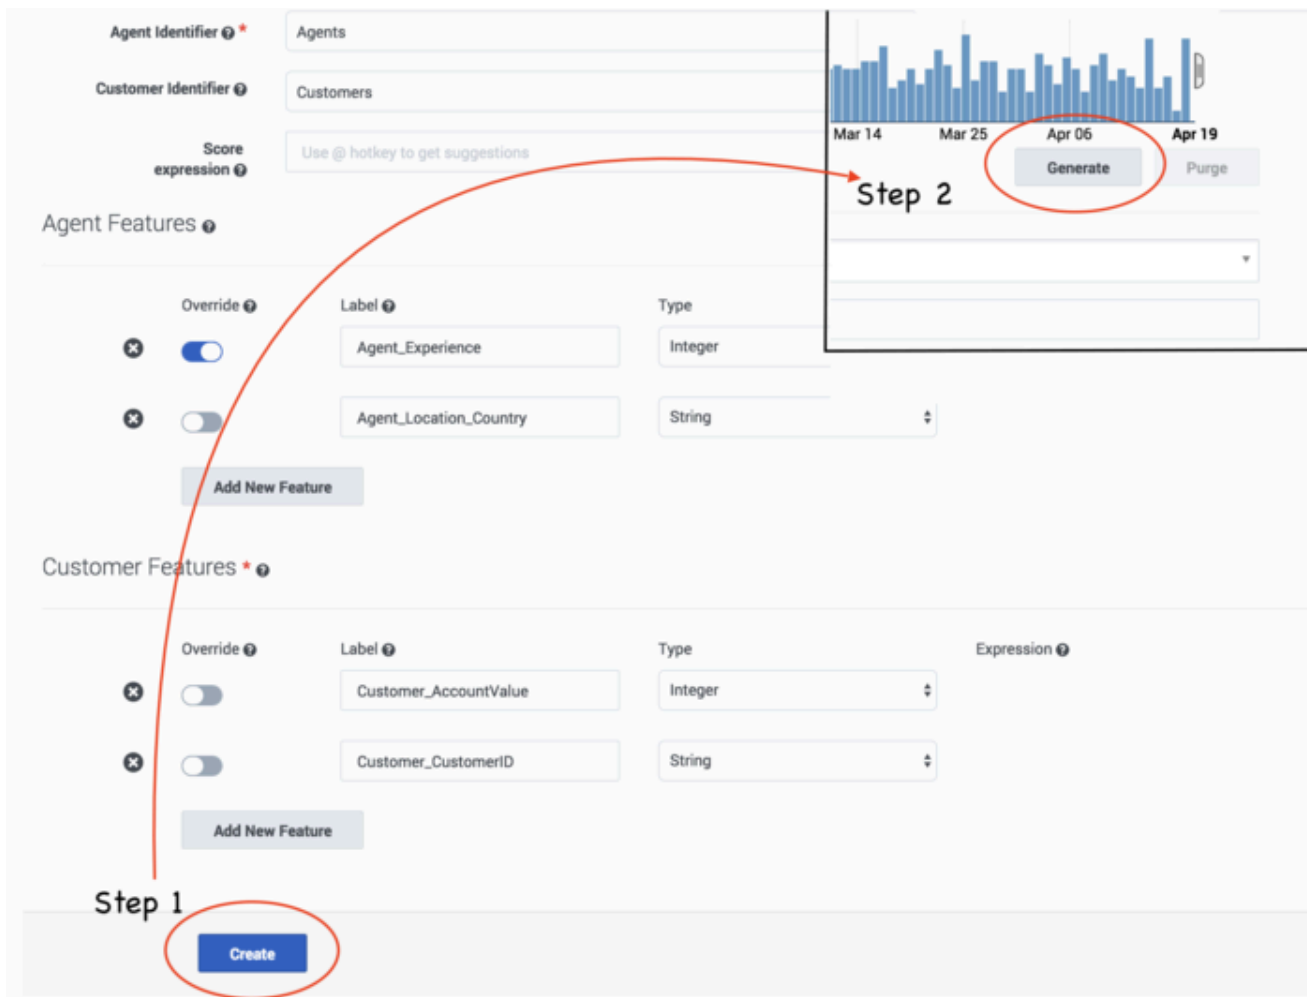 Agent Identifier ? *
Agents
Customer Identifier ?
Customers
Score
expression ?
Use @ hotkey to get suggestions
Mar 14 Mar 25 Apr 06 Apr 19
Generate Purge
Step 2
Agent Features ?
Override ? Label ? Type
Agent_Experience Integer
Agent_Location_Country String
Add New Feature
Customer Features * ?
Override ? Label ? Type Expression ?
Customer_AccountValue Integer
Customer_CustomerID String
Add New Feature
Step 1
Create